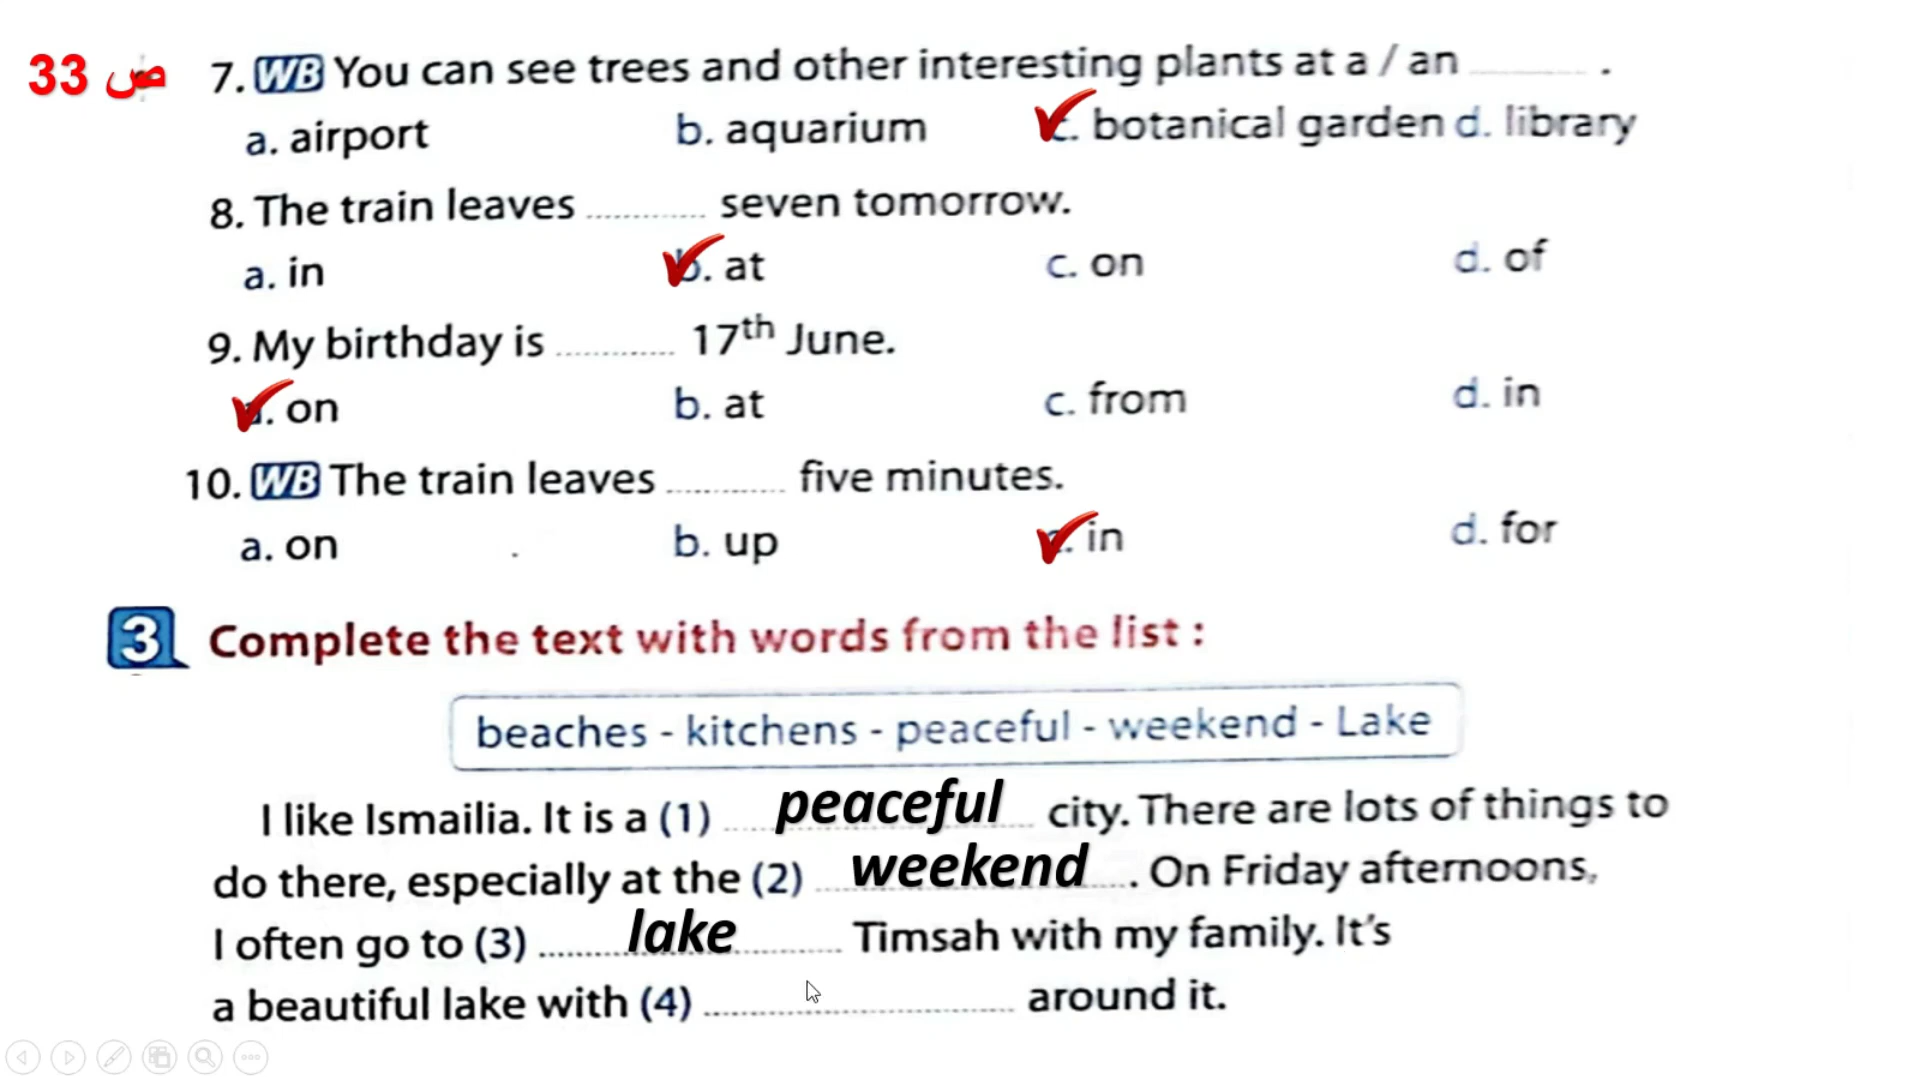 ص 33
7. WB You can see trees and other interesting plants at a / an .......... .
a. airport b. aquarium c. botanical garden d. library
8. The train leaves .......... seven tomorrow.
a. in b. at c. on d. of
9. My birthday is .......... 17th June.
a. on b. at c. from d. in
10. WB The train leaves .......... five minutes.
a. on b. up c. in d. for
3 Complete the text with words from the list :
beaches - kitchens - peaceful - weekend - Lake
I like Ismailia. It is a (1) peaceful city. There are lots of things to
do there, especially at the (2) weekend . On Friday afternoons,
I often go to (3) lake Timsah with my family. It's
a beautiful lake with (4) .......... around it.